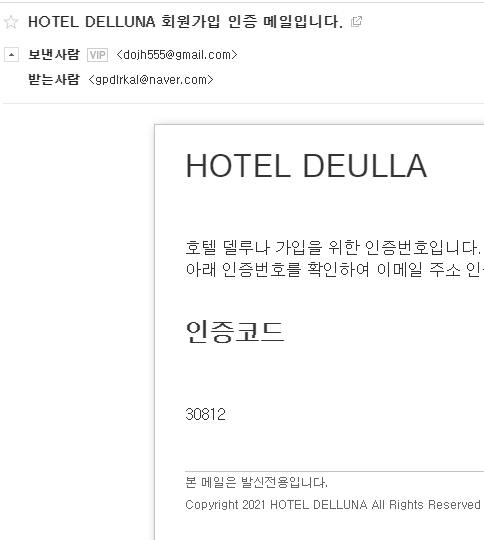 HOTEL DELLUNA 회원가입 인증 메일입니다.
보낸사람 VIP <dojh555@gmail.com>
받는사람 <gpdlrkal@naver.com>
HOTEL DEULLA
호텔 델루나 가입을 위한 인증번호입니다.
아래 인증번호를 확인하여 이메일 주소
인증코드
30812
본 메일은 발신전용입니다.
Copyright 2021 HOTEL DELLUNA All Rights Reserved